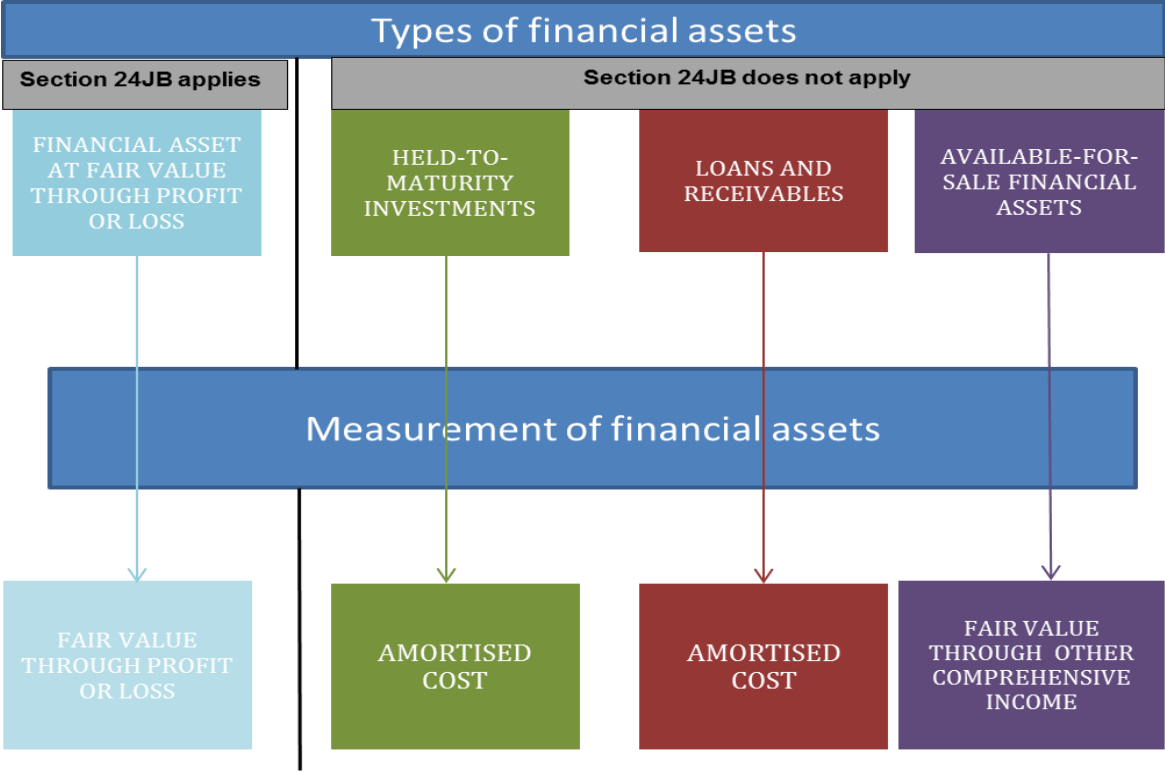 Types of financial assets
Section 24JB applies
Section 24JB does not apply
FINANCIAL ASSET
AT FAIR VALUE
THROUGH PROFIT
OR LOSS
HELD-TO-
MATURITY
INVESTMENTS
LOANS AND
RECEIVABLES
AVAILABLE-FOR-
SALE FINANCIAL
ASSETS
Measurement of financial assets
FAIR VALUE
THROUGH PROFIT
OR LOSS
AMORTISED
COST
AMORTISED
COST
FAIR VALUE
THROUGH OTHER
COMPREHENSIVE
INCOME